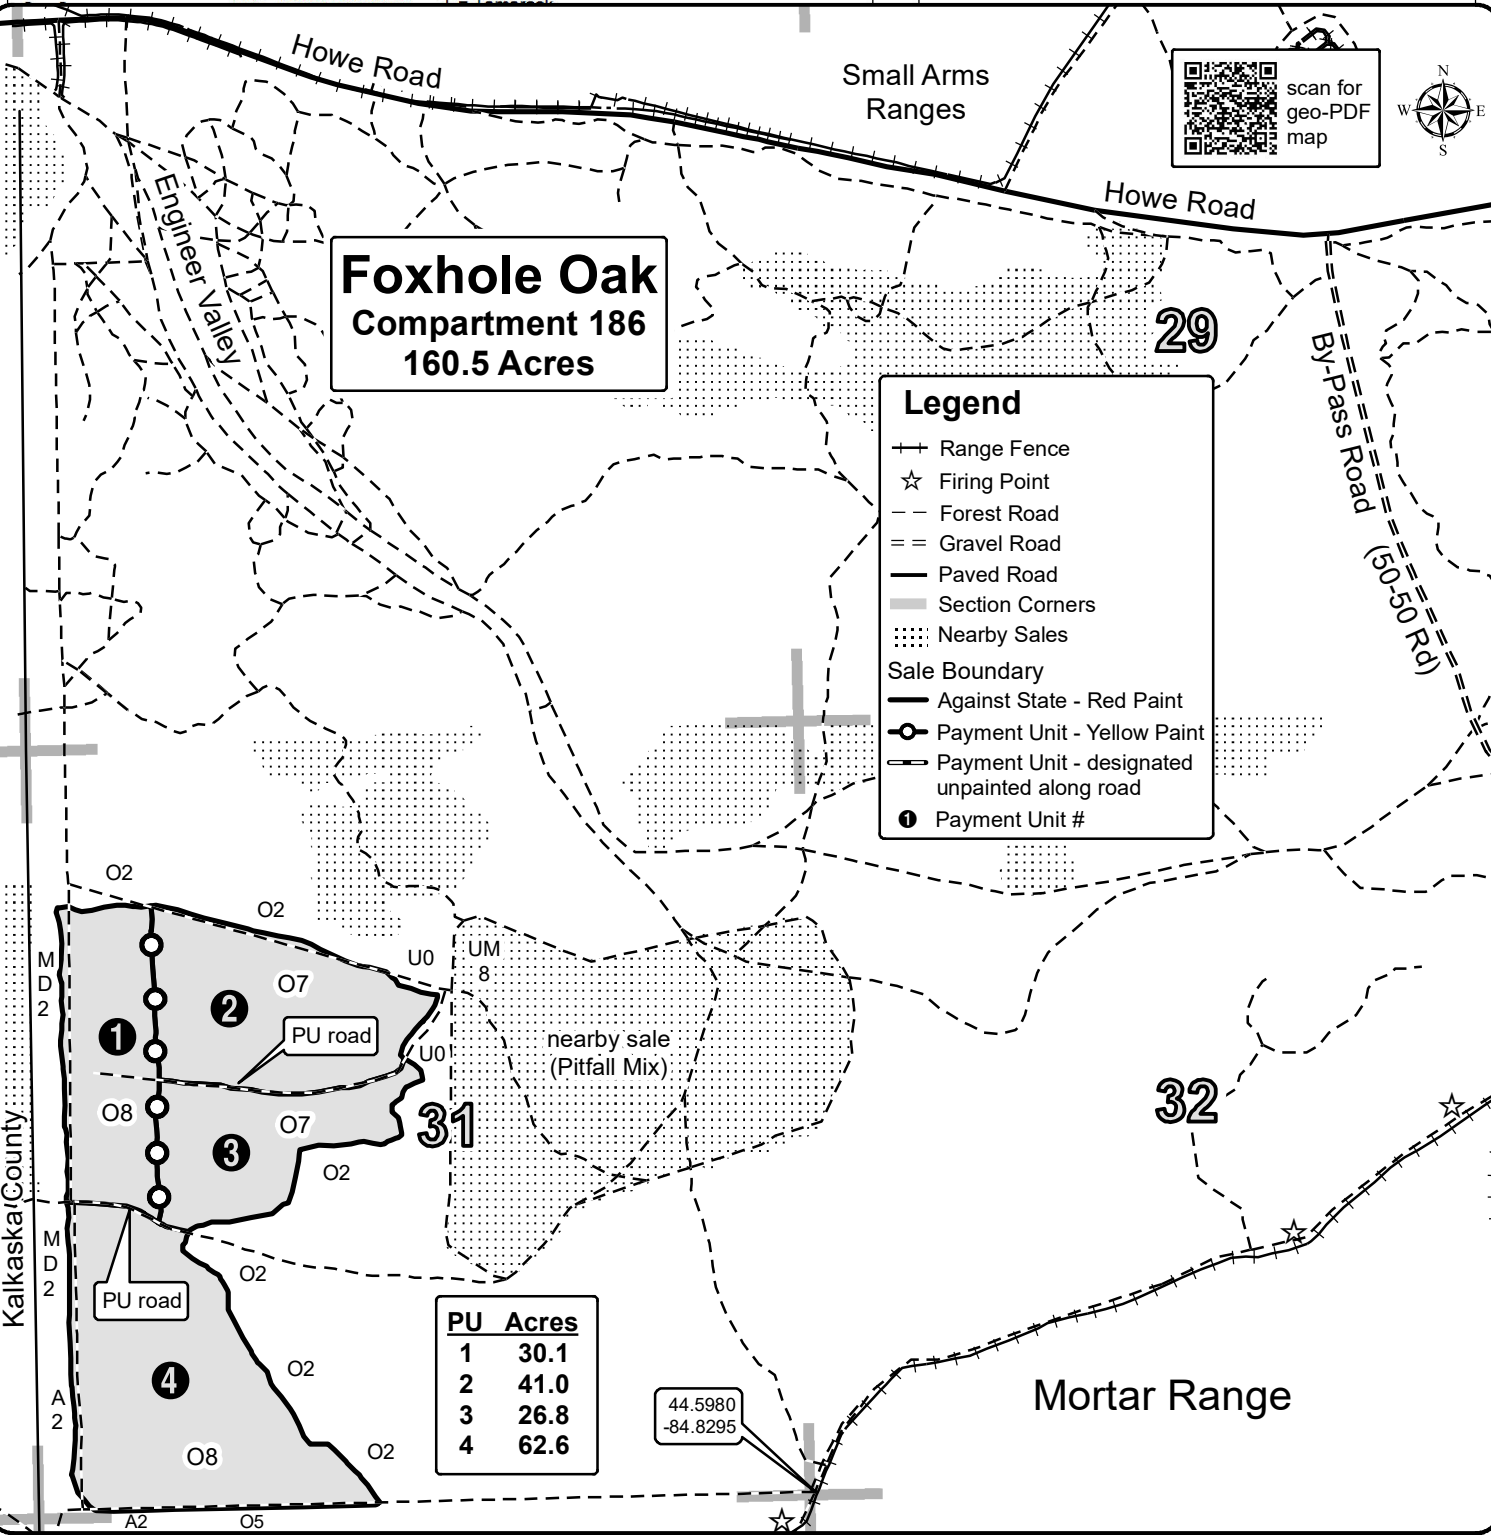 Howe Road
Small Arms
Ranges
scan for
geo-PDF
map
N
W
E
S
Howe Road
Engineer Valley
Foxhole Oak
Compartment 186
160.5 Acres
29
By-Pass Road (50-50 Rd)
Legend
Range Fence
Firing Point
Forest Road
Gravel Road
Paved Road
Section Corners
Nearby Sales
Sale Boundary
Against State - Red Paint
Payment Unit - Yellow Paint
Payment Unit - designated
unpainted along road
1 Payment Unit #
O2
O2
U0
UM
8
M
D
2
O7
2
1
PU road
U0
nearby sale
(Pitfall Mix)
O8
O7
31
32
3
O2
Kalkaska County
M
D
2
O2
PU road
O2
4
A
2
O8
O2
PU Acres
1 30.1
2 41.0
3 26.8
4 62.6
44.5980
-84.8295
Mortar Range
A2
O5